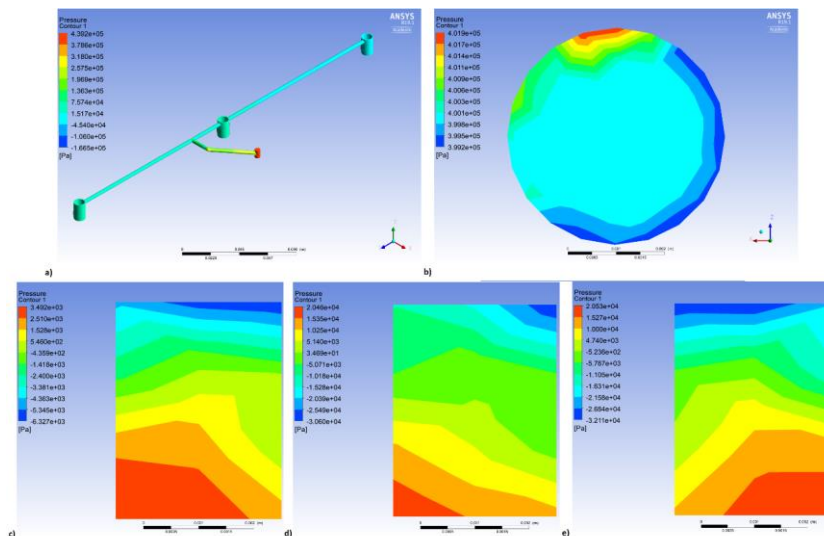 Pressure
Contour 1
4.392e+05
3.786e+05
3.180e+05
2.575e+05
1.969e+05
1.363e+05
7.574e+04
1.517e+04
-4.540e+04
-1.060e+05
-1.665e+05
[Pa]
ANSYS
a)
Pressure
Contour 1
4.019e+05
4.017e+05
4.014e+05
4.011e+05
4.009e+05
4.006e+05
4.003e+05
4.001e+05
3.998e+05
3.995e+05
3.992e+05
[Pa]
ANSYS
b)
Pressure
Contour 1
3.492e+03
2.510e+03
1.528e+03
5.460e+02
-4.359e+02
-1.418e+03
-2.400e+03
-3.381e+03
-4.363e+03
-5.345e+03
-6.327e+03
[Pa]
c)
Pressure
Contour 1
2.046e+04
1.535e+04
1.025e+04
5.140e+03
3.469e+01
-5.071e+03
-1.018e+04
-1.528e+04
-2.039e+04
-2.549e+04
-3.060e+04
[Pa]
d)
Pressure
Contour 1
2.053e+04
1.527e+04
1.000e+04
4.740e+03
-5.236e+02
-5.787e+03
-1.105e+04
-1.631e+04
-2.158e+04
-2.684e+04
-3.211e+04
[Pa]
e)